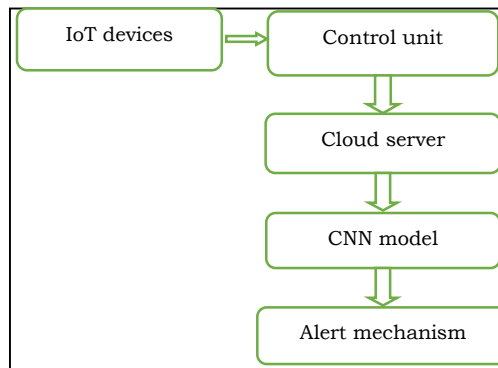 IoT devices
Control unit
Cloud server
CNN model
Alert mechanism